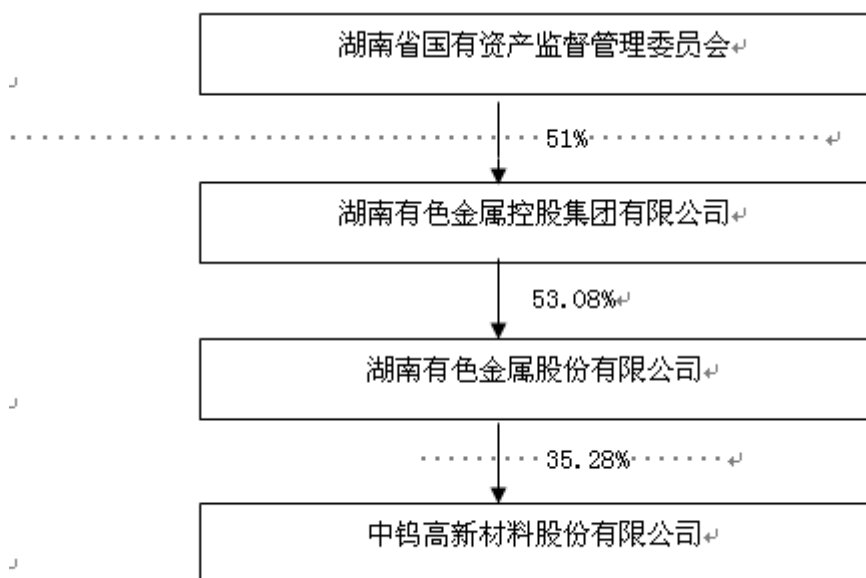 湖南省国有资产监督管理委员会
51%
湖南有色金属控股集团有限公司
53.08%
湖南有色金属股份有限公司
35.28%
中钨高新材料股份有限公司